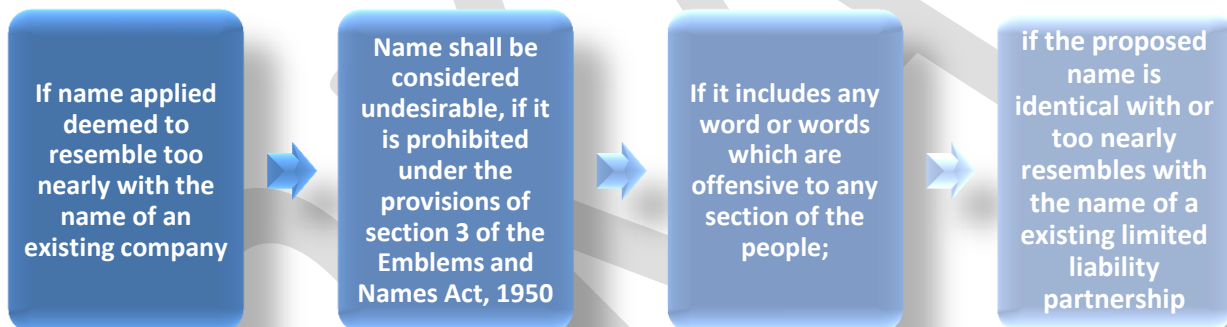 If name applied
deemed to
resemble too
nearly with the
name of an
existing company
Name shall be
considered
undesirable, if it
is prohibited
under the
provisions of
section 3 of the
Emblems and
Names Act, 1950
If it includes any
word or words
which are
offensive to any
section of the
people;
if the proposed
name is
identical with or
too nearly
resembles with
the name of a
existing limited
liability
partnership